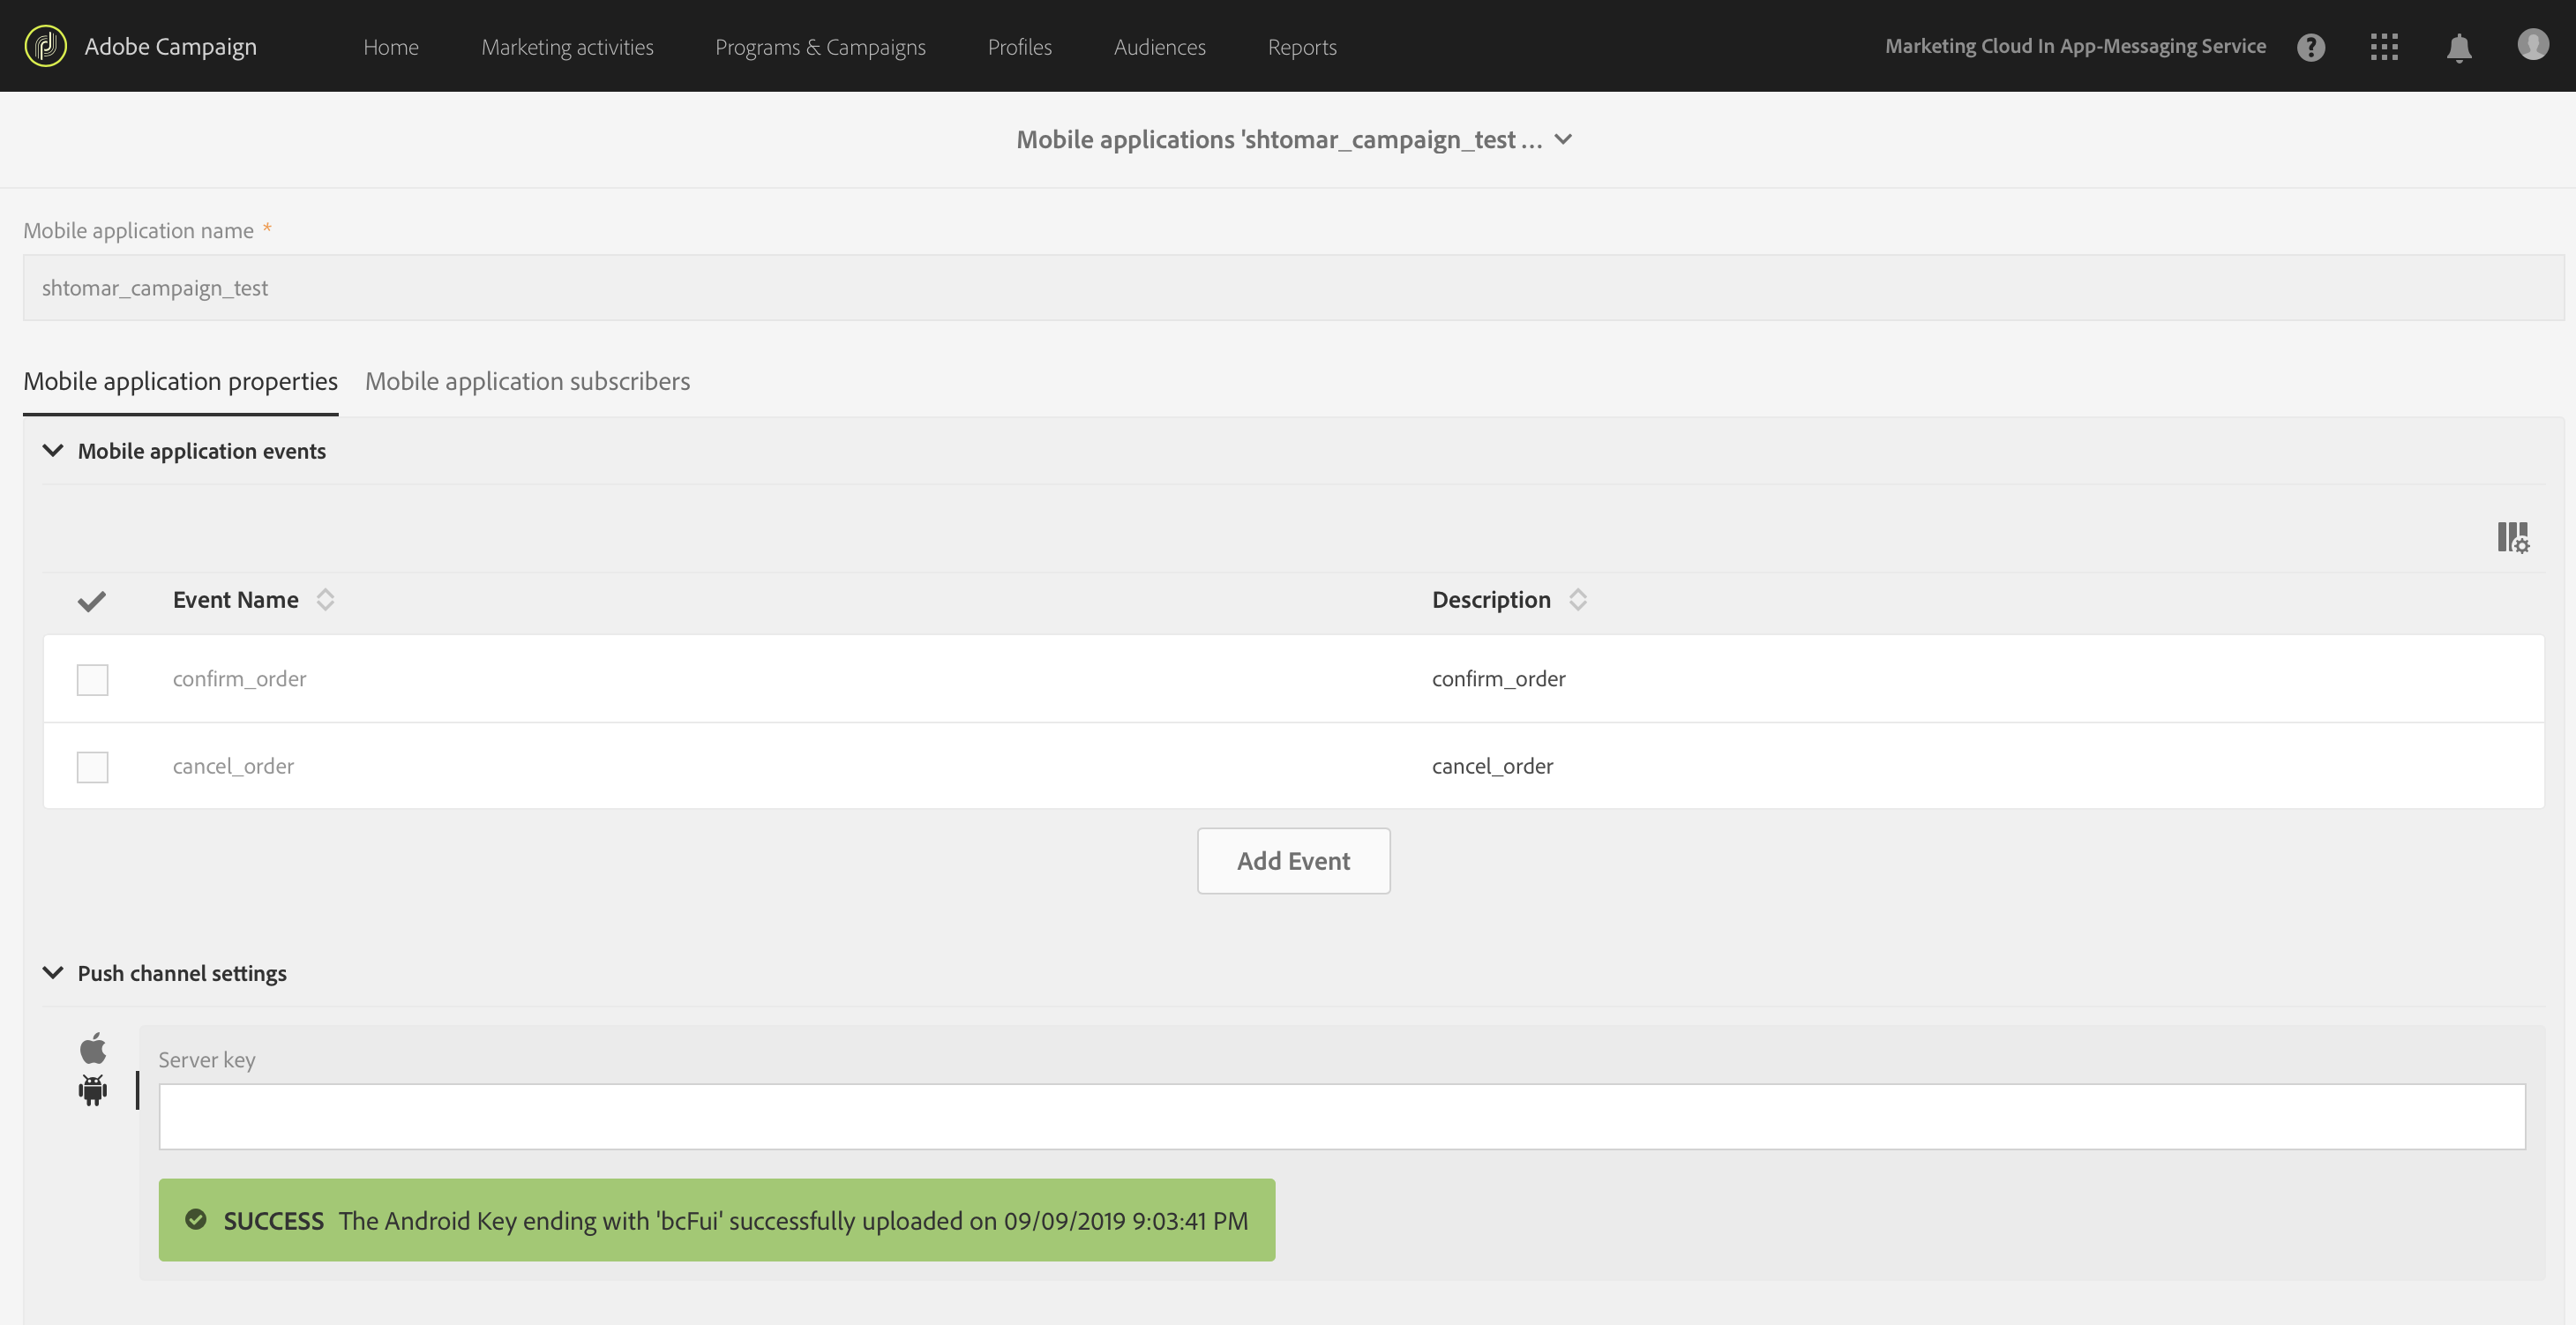 Adobe Campaign Home Marketing activities Programs & Campaigns Profiles Audiences Reports Marketing Cloud In App-Messaging Service
Mobile applications 'shtomar_campaign_test ...
Mobile application name *
shtomar_campaign_test
Mobile application properties Mobile application subscribers
Mobile application events
Event Name Description
confirm_order confirm_order
cancel_order cancel_order
Add Event
Push channel settings
Server key
SUCCESS The Android Key ending with 'bcFui' successfully uploaded on 09/09/2019 9:03:41 PM